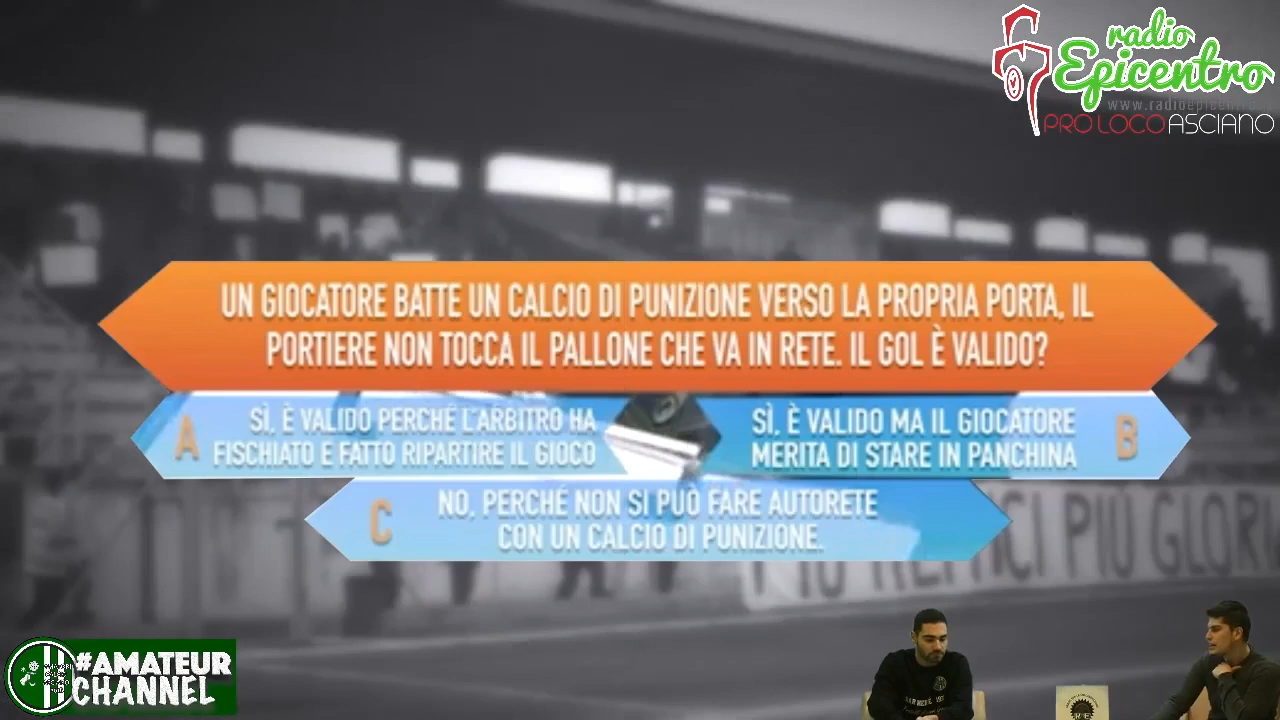 radio
Epicentro
www.radioepicentro.
PRO LOCO ASCIANO
UN GIOCATORE BATTE UN CALCIO DI PUNIZIONE VERSO LA PROPRIA PORTA, IL
PORTIERE NON TOCCA IL PALLONE CHE VA IN RETE. IL GOL È VALIDO?
A
SÌ, È VALIDO PERCHÉ L'ARBITRO HA
FISCHIATO E FATTO RIPARTIRE IL GIOCO
SÌ, È VALIDO MA IL GIOCATORE
MERITA DI STARE IN PANCHINA
B
C
NO, PERCHÉ NON SI PUÒ FARE AUTORETE
CON UN CALCIO DI PUNIZIONE.
PIÙ GLORI
#AMATEUR
CHANNEL